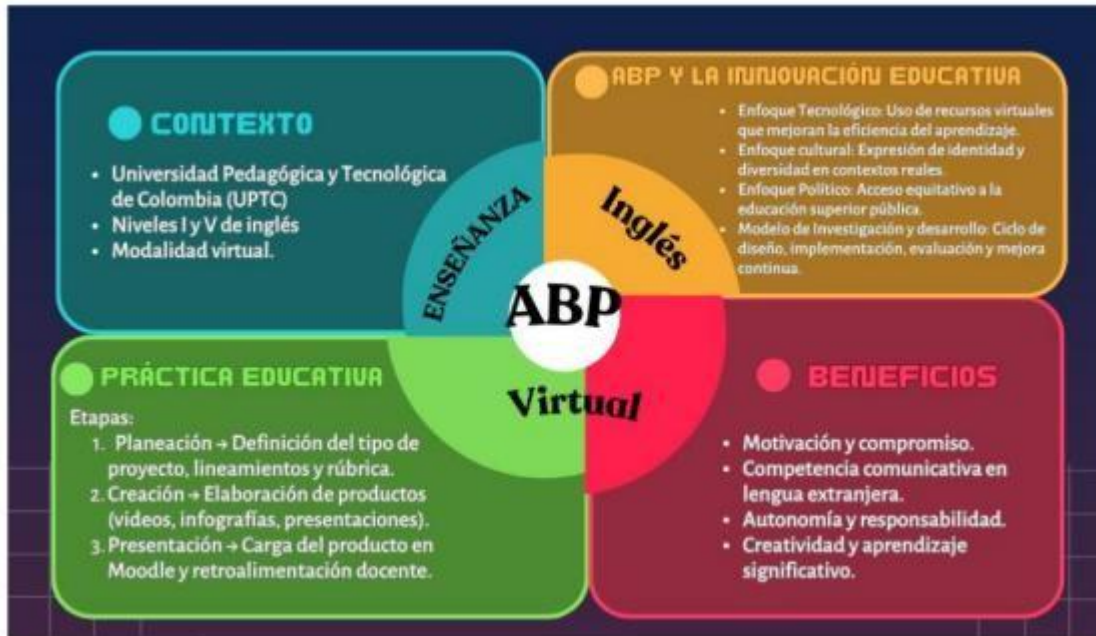 CONTEXTO
• Universidad Pedagógica y Tecnológica
de Colombia (UPTC)
• Niveles I y V de inglés
• Modalidad virtual.
ABP Y LA INNOVACIÓN EDUCATIVA
• Enfoque Tecnológico: Uso de recursos virtuales
que mejoran la eficiencia del aprendizaje.
• Enfoque cultural: Expresión de identidad y
diversidad en contextos reales.
• Enfoque Político: Acceso equitativo a la
educación superior pública.
• Modelo de Investigación y desarrollo: Ciclo de
diseño, implementación, evaluación y mejora
continua.
ENSEÑANZA
Inglés
ABP
Virtual
PRÁCTICA EDUCATIVA
Etapas:
1. Planeación → Definición del tipo de
proyecto, lineamientos y rúbrica.
2. Creación → Elaboración de productos
(videos, infografías, presentaciones).
3. Presentación → Carga del producto en
Moodle y retroalimentación docente.
BENEFICIOS
• Motivación y compromiso.
• Competencia comunicativa en
lengua extranjera.
• Autonomía y responsabilidad.
• Creatividad y aprendizaje
significativo.